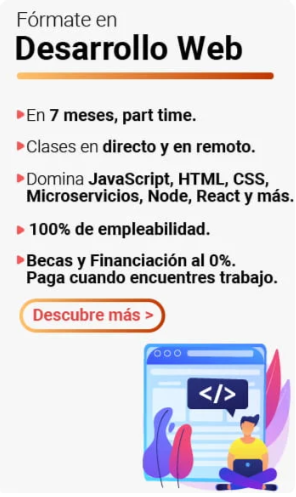 Fórmate en
Desarrollo Web
En 7 meses, part time.
Clases en directo y en remoto.
Domina JavaScript, HTML, CSS,
Microservicios, Node, React y más.
100% de empleabilidad.
Becas y Financiación al 0%.
Paga cuando encuentres trabajo.
Descubre más >
</>